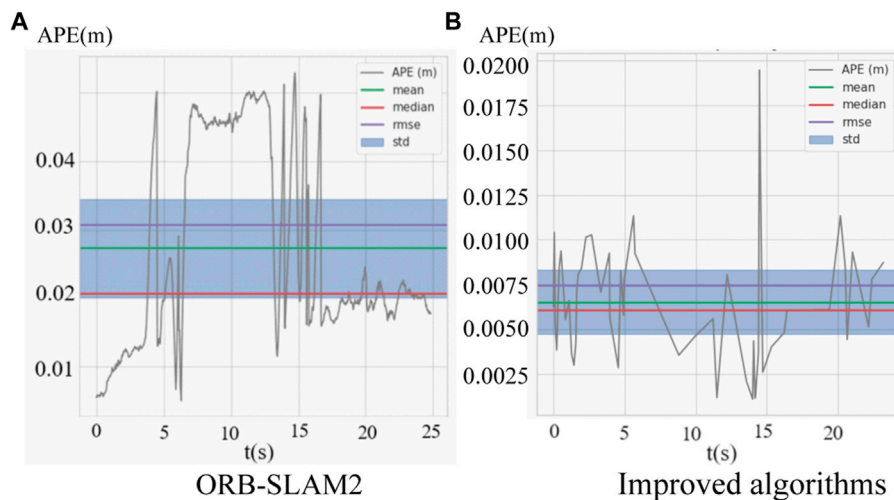 A
APE(m)
APE (m)
mean
median
rmse
std
0.04
0.03
0.02
0.01
0 5 10 15 20 25
t(s)
ORB-SLAM2
B
APE(m)
APE (m)
mean
median
rmse
std
0.0200
0.0175
0.0150
0.0125
0.0100
0.0075
0.0050
0.0025
0 5 10 15 20
t(s)
Improved algorithms